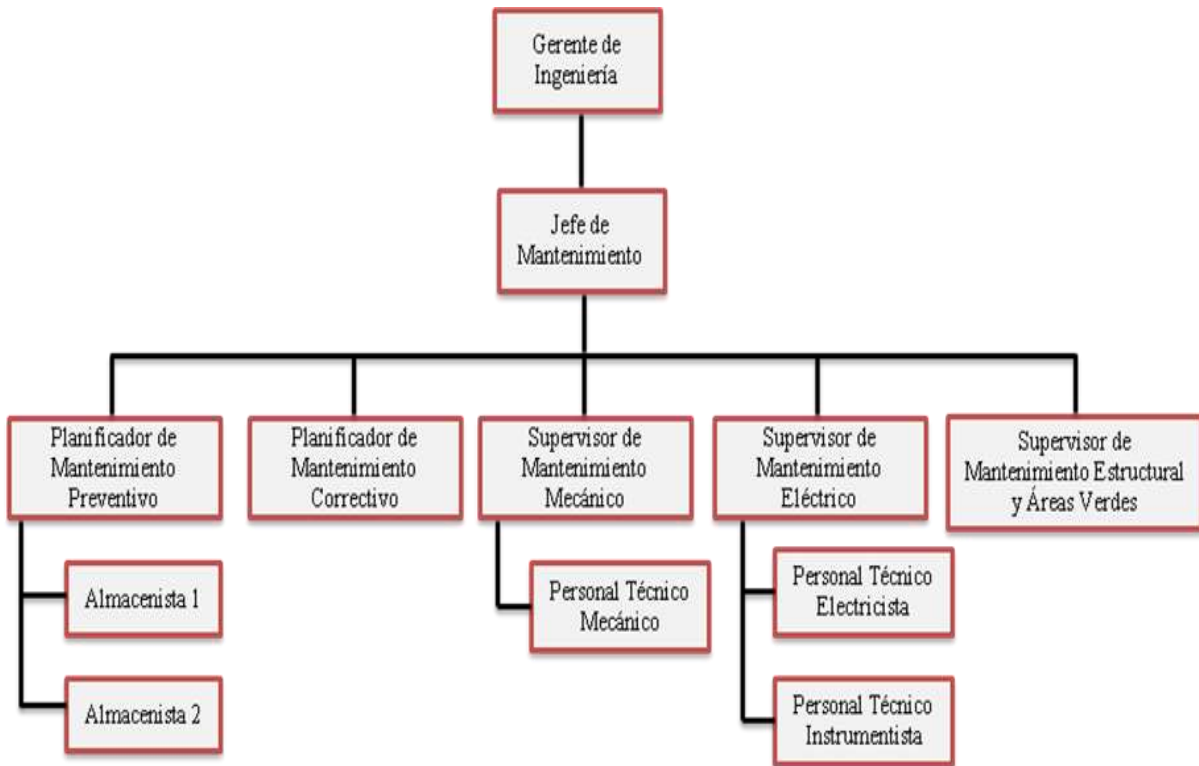 Gerente de
Ingeniería
Jefe de
Mantenimiento
Planificador de
Mantenimiento
Preventivo
Planificador de
Mantenimiento
Correctivo
Supervisor de
Mantenimiento
Mecánico
Supervisor de
Mantenimiento
Eléctrico
Supervisor de
Mantenimiento Estructural
y Áreas Verdes
Almacenista 1
Almacenista 2
Personal Técnico
Mecánico
Personal Técnico
Electricista
Personal Técnico
Instrumentista